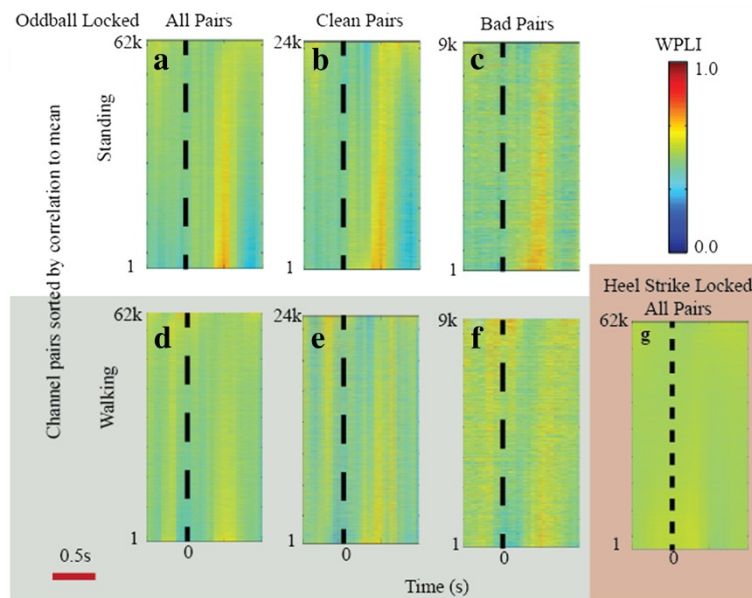 Oddball Locked
All Pairs
Clean Pairs
Bad Pairs
WPLI
62k
a
24k
b
9k
c
1.0
0.0
Standing
1
1
1
Channel pairs sorted by correlation to mean
Heel Strike Locked
All Pairs
62k
d
24k
e
9k
f
62k
g
Walking
1
1
1
1
0
0
0
0
0.5s
Time (s)